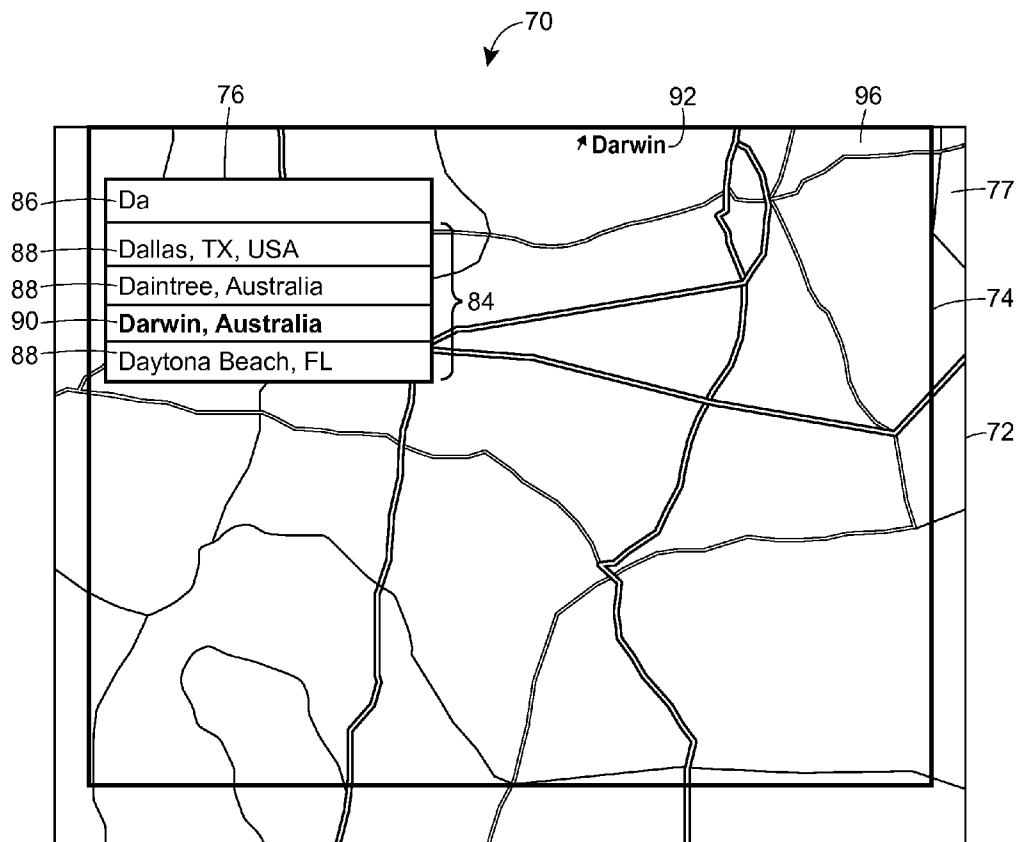 70
76
92
96
Darwin
77
86
Da
88
Dallas, TX, USA
88
Daintree, Australia
84
74
90
Darwin, Australia
88
Daytona Beach, FL
72